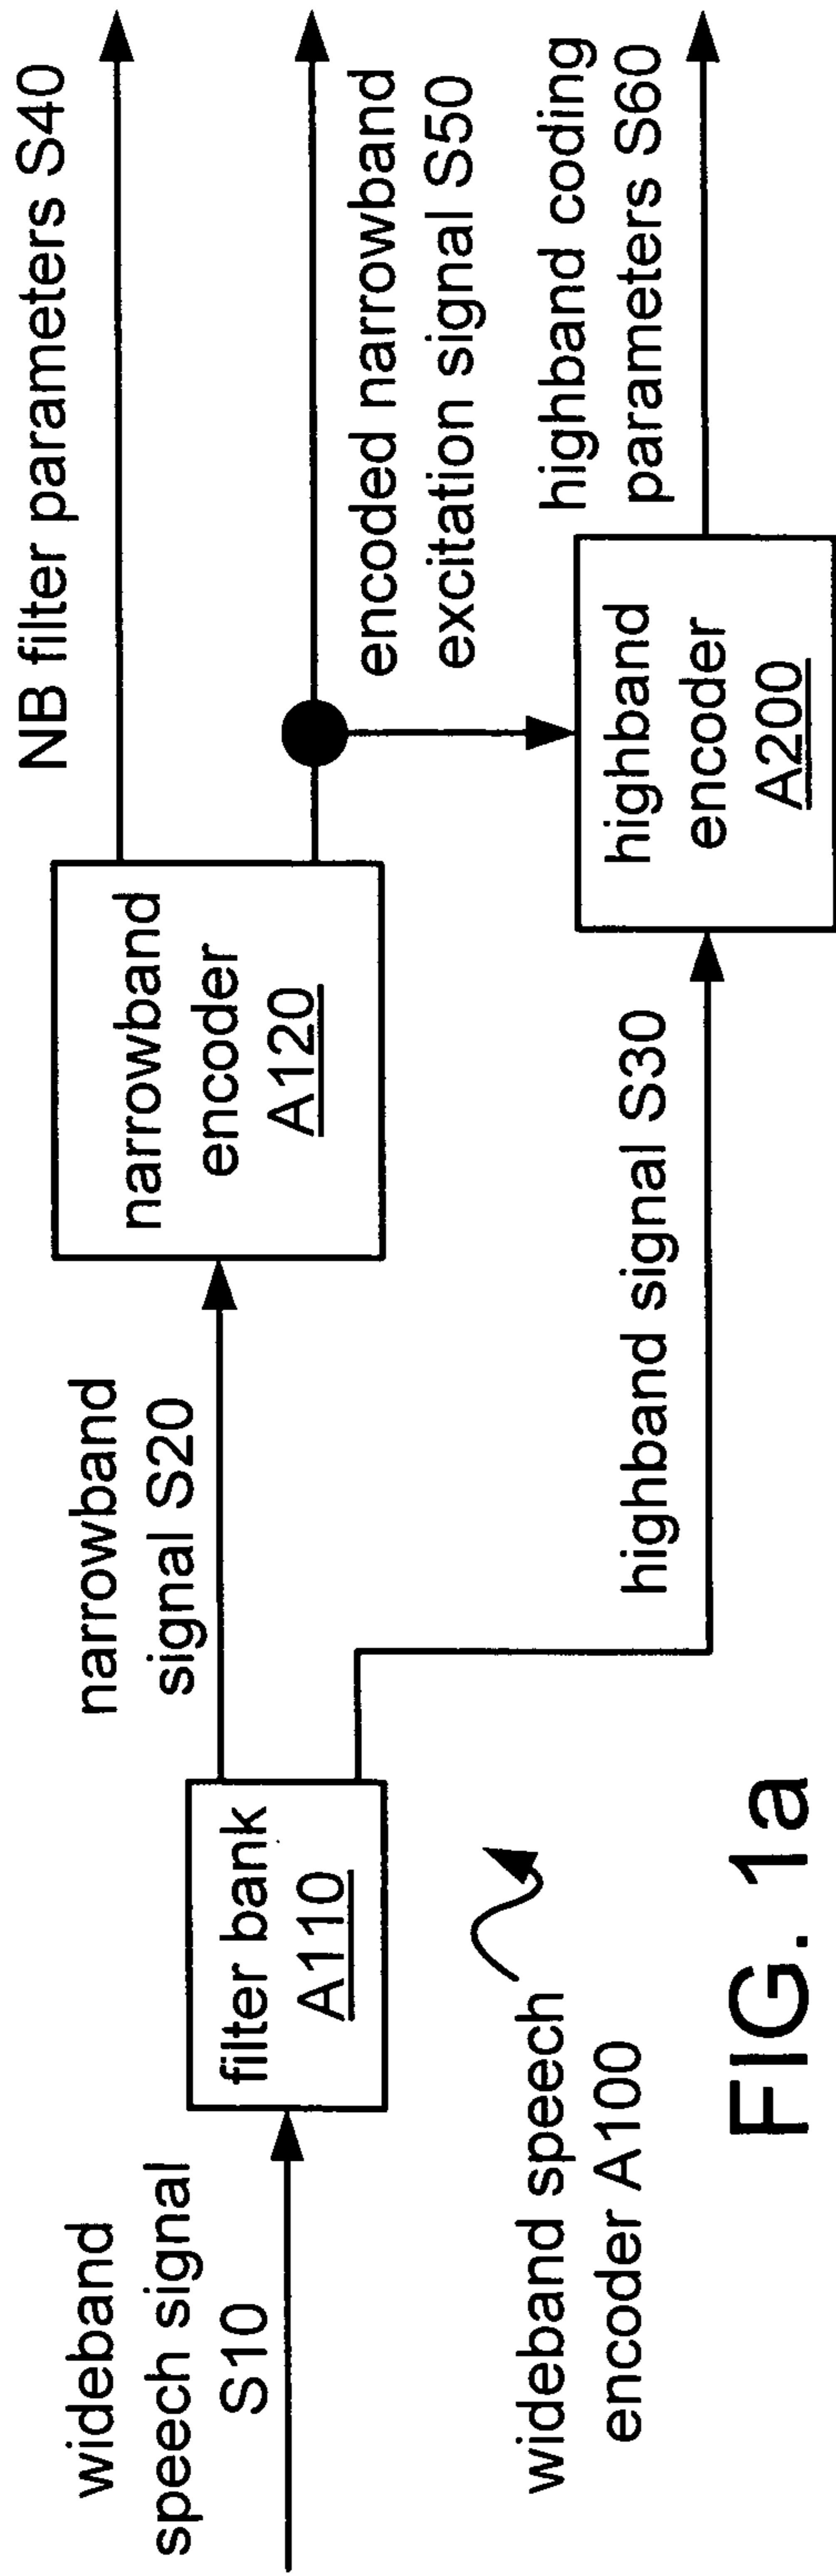 wideband
speech signal
S10
filter bank
A110
narrowband
signal S20
narrowband
encoder
A120
NB filter parameters S40
encoded narrowband
excitation signal S50
highband signal S30
highband
encoder
A200
highband coding
parameters S60
wideband speech
encoder A100
FIG. 1a